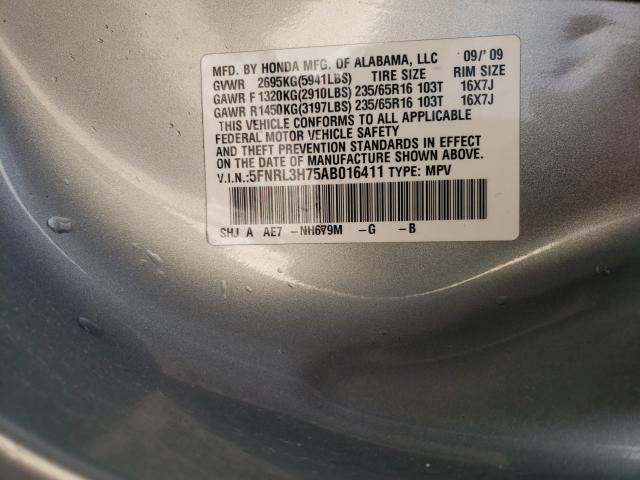 MFD. BY HONDA MFG. OF ALABAMA, LLC 09/'09
GVWR 2695KG(5941LBS) TIRE SIZE RIM SIZE
GAWR F 1320KG(2910LBS) 235/65R16 103T 16X7J
GAWR R 1450KG(3197LBS) 235/65R16 103T 16X7J
THIS VEHICLE CONFORMS TO ALL APPLICABLE
FEDERAL MOTOR VEHICLE SAFETY
AND THEFT PREVENTION STANDARDS IN EFFECT
ON THE DATE OF MANUFACTURE SHOWN ABOVE.
V.I.N.:5FNRL3H75AB016411 TYPE: MPV
SHJ A AE7 -NH679M -G -B